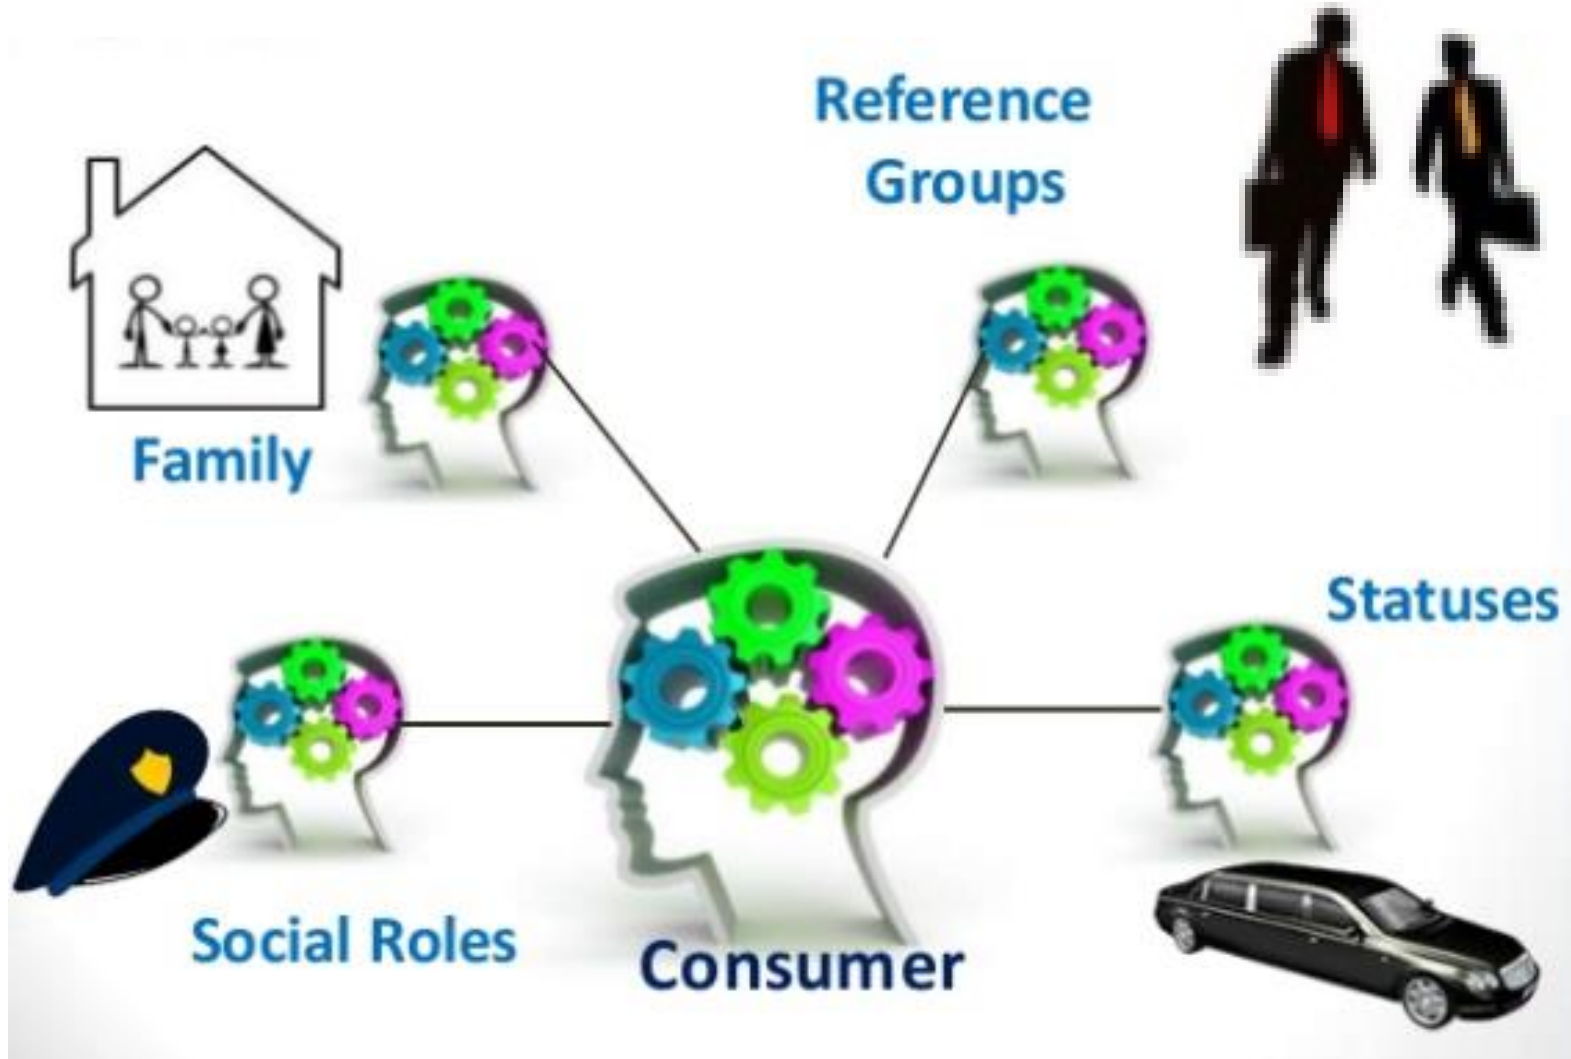 Reference
Groups
Family
Statuses
Social Roles
Consumer